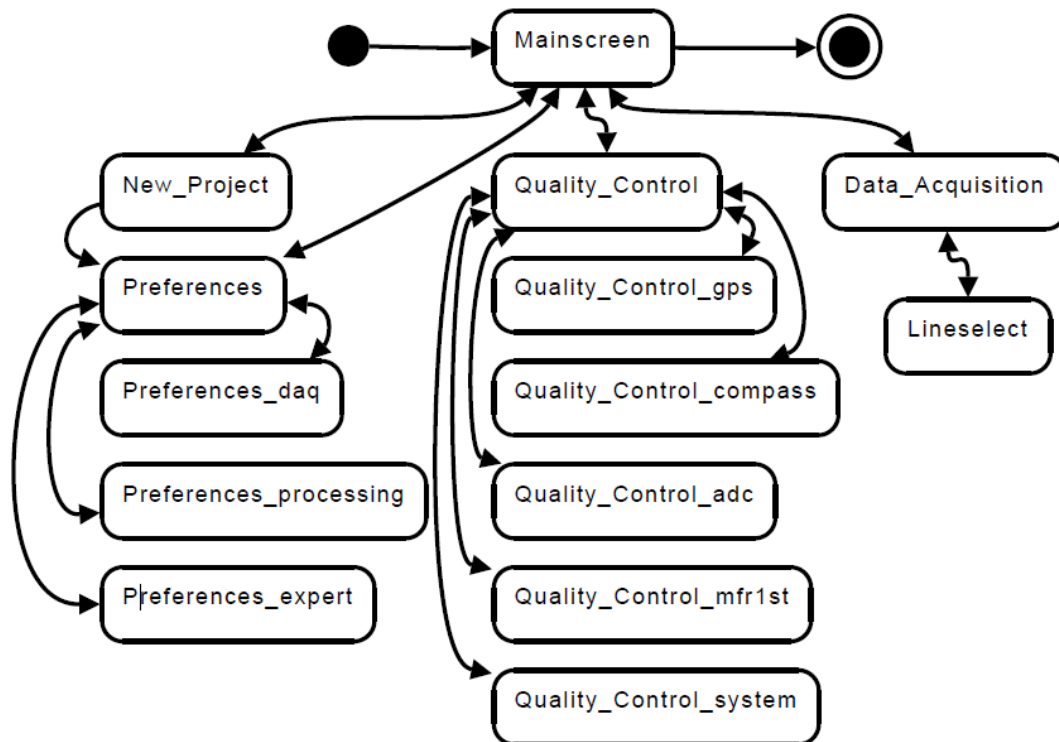 Mainscreen
New_Project
Quality_Control
Data_Acquisition
Preferences
Quality_Control_gps
Lineselect
Preferences_daq
Quality_Control_compass
Preferences_processing
Quality_Control_adc
Preferences_expert
Quality_Control_mfr1st
Quality_Control_system